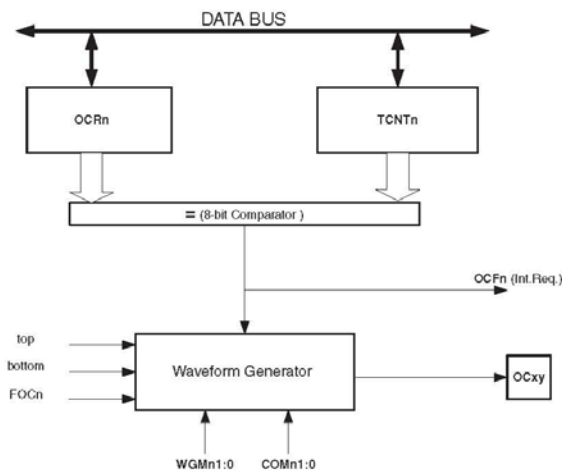 DATA BUS
OCRn
TCNTn
= (8-bit Comparator )
OCFn (Int.Req.)
top
bottom
FOCn
Waveform Generator
OCxy
WGMn1:0
COMn1:0